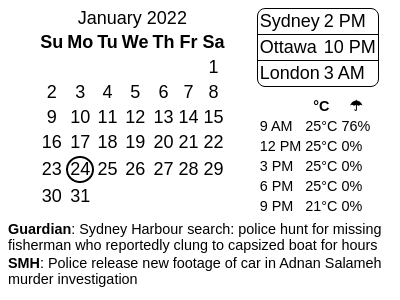 January 2022
Su Mo Tu We Th Fr Sa
1
2 3 4 5 6 7 8
9 10 11 12 13 14 15
16 17 18 19 20 21 22
23 24 25 26 27 28 29
30 31
Sydney 2 PM
Ottawa 10 PM
London 3 AM
°C ☂
9 AM 25°C 76%
12 PM 25°C 0%
3 PM 25°C 0%
6 PM 25°C 0%
9 PM 21°C 0%
Guardian: Sydney Harbour search: police hunt for missing
fisherman who reportedly clung to capsized boat for hours
SMH: Police release new footage of car in Adnan Salameh
murder investigation